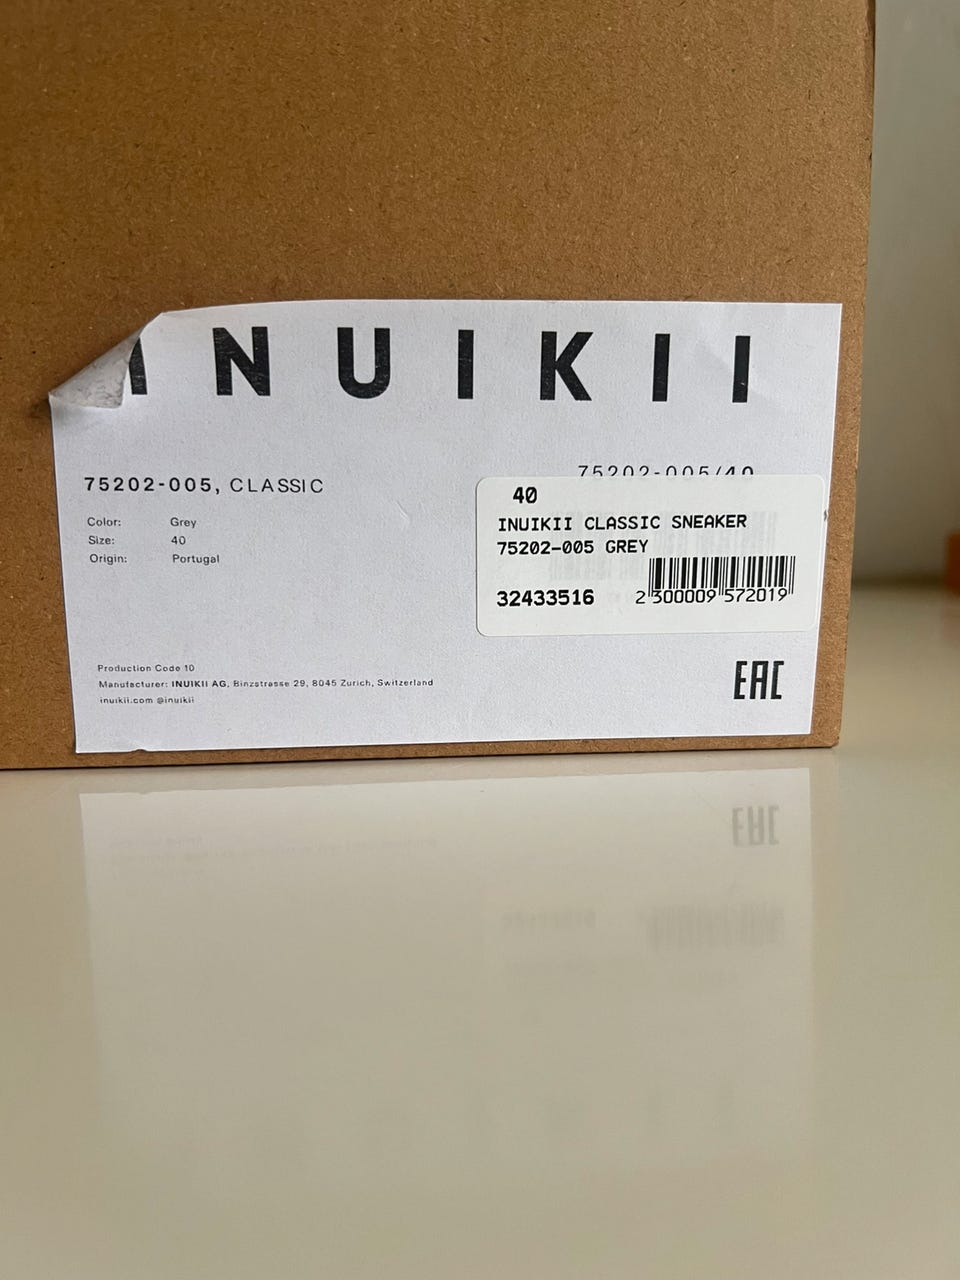 INUIKII
75202-005, CLASSIC
Color: Grey
Size: 40
Origin: Portugal
75202-005/40
40
INUIKII CLASSIC SNEAKER
75202-005 GREY
32433516
2 300009 572019
Production Code 10
Manufacturer: INUIKII AG, Binzstrasse 29, 8045 Zurich, Switzerland
inuikii.com @inuikii
EAC